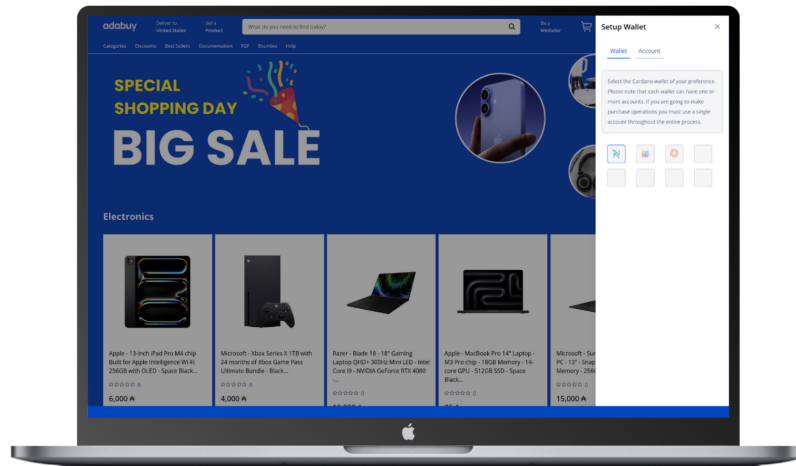 adabuy
Deliver to
United States
Sell a
Product
What do you need to find today?
Be a
Mediator
Categories Discounts Best Sellers Documentation P2P Bounties Help
SPECIAL
SHOPPING DAY
BIG SALE
Electronics
Apple - 13-inch iPad Pro M4 chip
Built for Apple Intelligence Wi-Fi
256GB with OLED - Space Black...
0
6,000 ₳
Microsoft - Xbox Series X 1TB with
24 months of Xbox Game Pass
Ultimate Bundle - Black...
0
4,000 ₳
Razer - Blade 18 - 18" Gaming
Laptop QHD+ 300Hz Mini LED - Intel
Core i9 - NVIDIA GeForce RTX 4080
-...
0
Apple - MacBook Pro 14" Laptop -
M3 Pro chip - 18GB Memory - 14-
core GPU - 512GB SSD - Space
Black...
0
Microsoft - Sur
PC - 13" - Snap
Memory - 256
0
15,000 ₳
Setup Wallet
Wallet Account
Select the Cardano wallet of your preference.
Please note that each wallet can have one or
more accounts. If you are going to make
purchase operations you must use a single
account throughout the entire process.